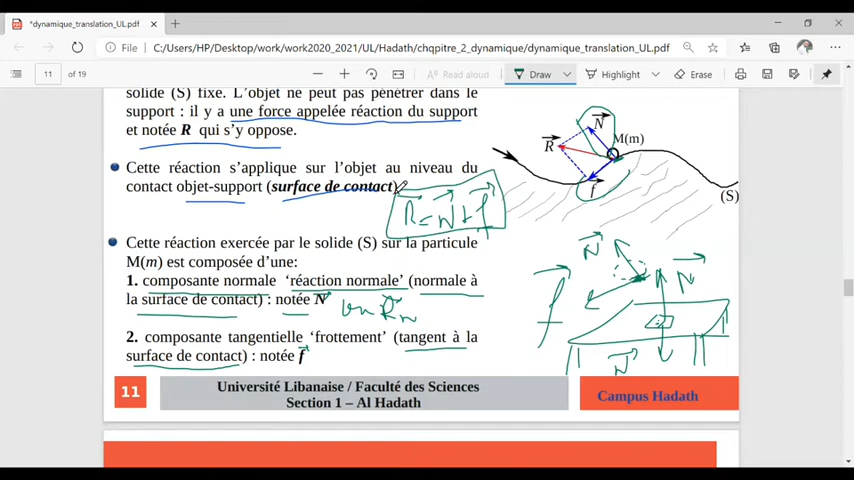 *dynamique_translation_UL.pdf
File
C:/Users/HP/Desktop/work/work2020_2021/UL/Hadath/chqpitre_2_dynamique/dynamique_translation_UL.pdf
11 of 19
Read aloud
Draw
Highlight
Erase
solide (S) fixe. L'objet ne peut pas pénétrer dans le
support : il y a une force appelée réaction du support
et notée R qui s'y oppose.
Cette réaction s'applique sur l'objet au niveau du
contact objet-support (surface de contact)
R = N + f
Cette réaction exercée par le solide (S) sur la particule
M(m) est composée d'une:
1. composante normale 'réaction normale' (normale à
la surface de contact) : notée N
ou Rn
2. composante tangentielle 'frottement' (tangent à la
surface de contact) : notée f
N
M(m)
R
f
(S)
N
N
f
N
11
Université Libanaise / Faculté des Sciences
Section 1 – Al Hadath
Campus Hadath